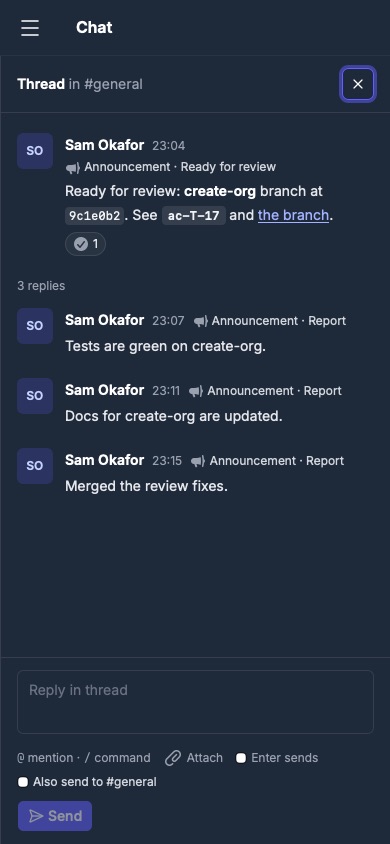 Chat
Thread in #general
SO
Sam Okafor 23:04
Announcement · Ready for review
Ready for review: create-org branch at
9c1e0b2. See ac-T-17 and the branch.
1
3 replies
SO
Sam Okafor 23:07 Announcement · Report
Tests are green on create-org.
SO
Sam Okafor 23:11 Announcement · Report
Docs for create-org are updated.
SO
Sam Okafor 23:15 Announcement · Report
Merged the review fixes.
Reply in thread
@ mention · / command Attach Enter sends
Also send to #general
Send